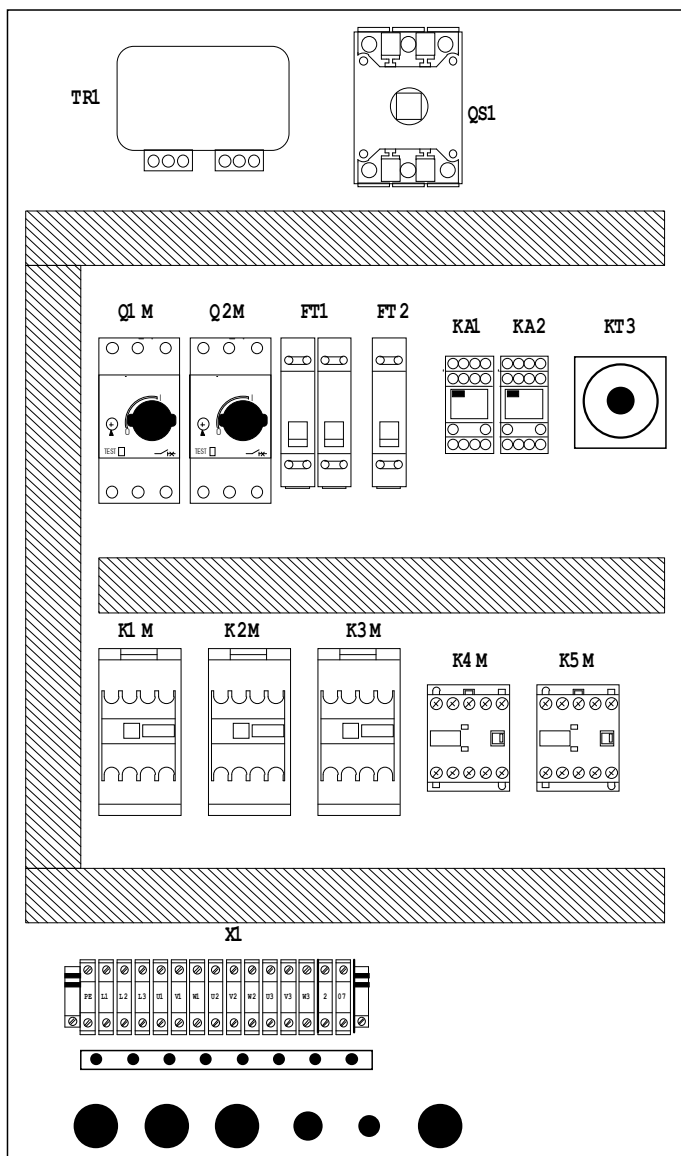 TR1
QS1
Q1M Q2M FT1 FT2 KA1 KA2 KT3
TEST TEST
K1M K2M K3M K4M K5M
X1
PE L1 L2 L3 U1 V1 W1 U2 V2 W2 U3 V3 W3 2 07